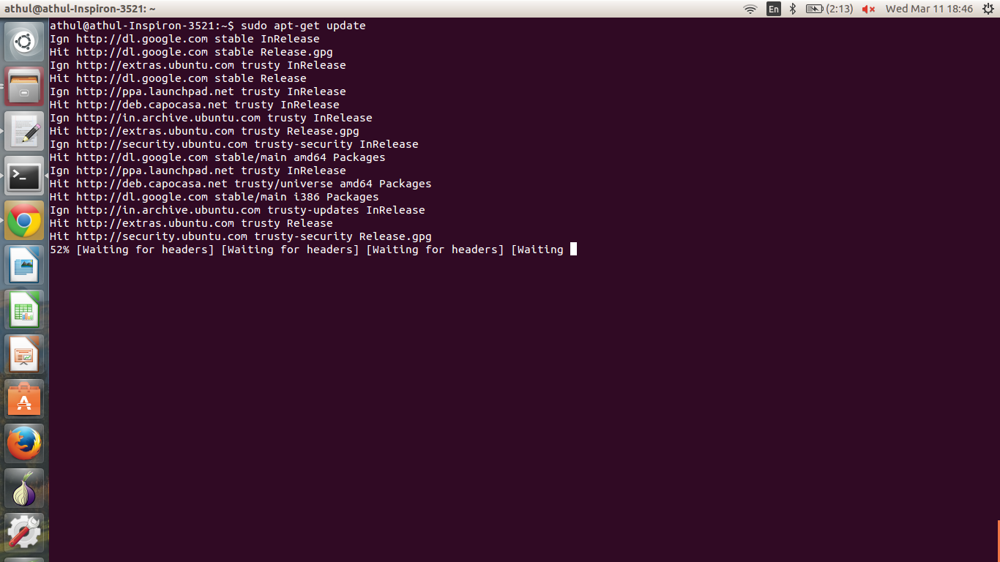 athul@athul-Inspiron-3521: ~
En
(2:13)
Wed Mar 11 18:46
athul@athul-Inspiron-3521:~$ sudo apt-get update
Ign http://dl.google.com stable InRelease
Hit http://dl.google.com stable Release.gpg
Ign http://extras.ubuntu.com trusty InRelease
Hit http://dl.google.com stable Release
Ign http://ppa.launchpad.net trusty InRelease
Hit http://deb.capocasa.net trusty InRelease
Ign http://in.archive.ubuntu.com trusty InRelease
Hit http://extras.ubuntu.com trusty Release.gpg
Ign http://security.ubuntu.com trusty-security InRelease
Hit http://dl.google.com stable/main amd64 Packages
Ign http://ppa.launchpad.net trusty InRelease
Hit http://deb.capocasa.net trusty/universe amd64 Packages
Hit http://dl.google.com stable/main i386 Packages
Ign http://in.archive.ubuntu.com trusty-updates InRelease
Hit http://extras.ubuntu.com trusty Release
Hit http://security.ubuntu.com trusty-security Release.gpg
52% [Waiting for headers] [Waiting for headers] [Waiting for headers] [Waiting